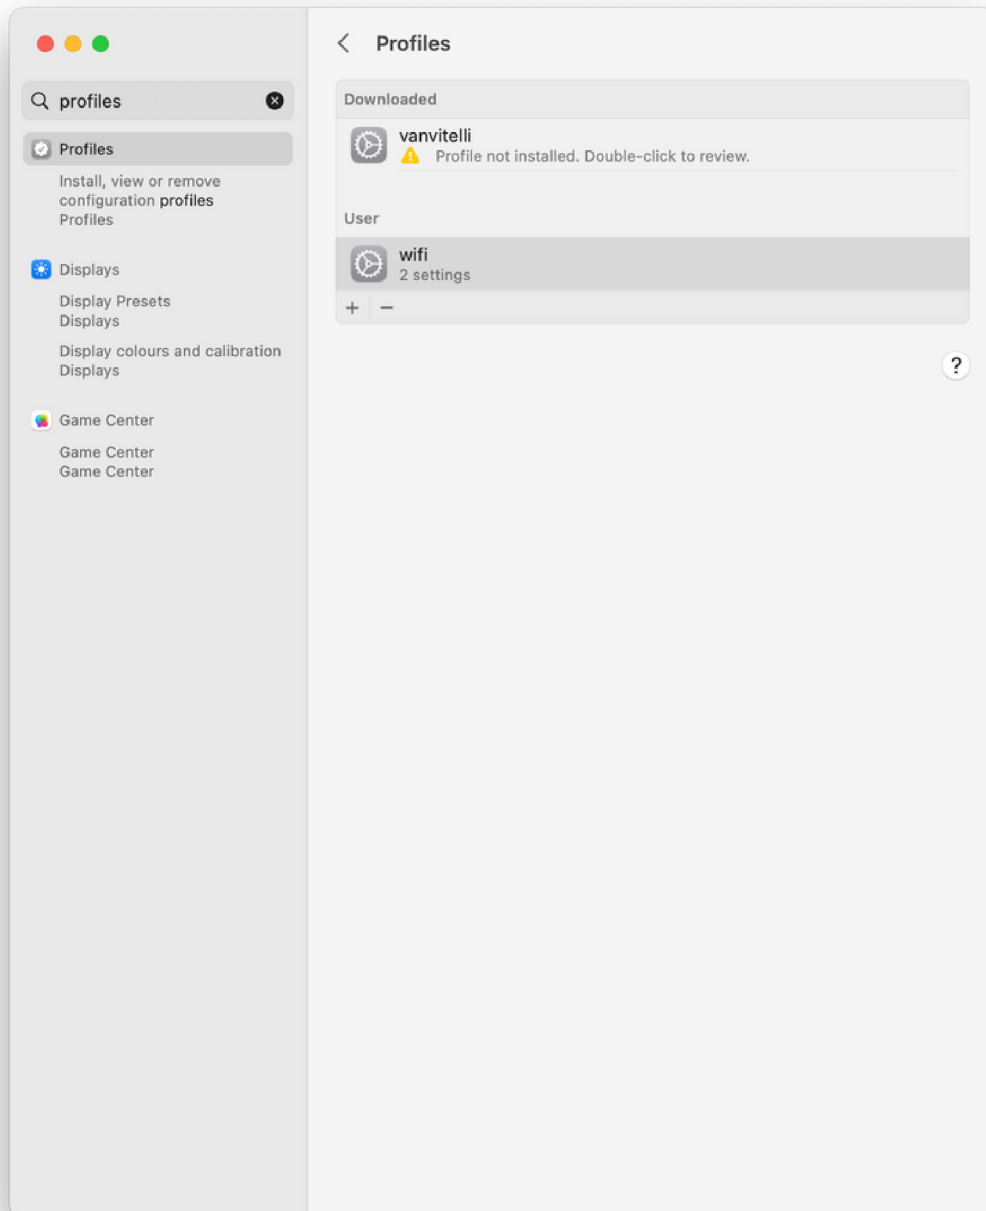 profiles
Profiles
Install, view or remove
configuration profiles
Profiles
Displays
Display Presets
Displays
Display colours and calibration
Displays
Game Center
Game Center
Game Center
Profiles
Downloaded
vanvitelli
Profile not installed. Double-click to review.
User
wifi
2 settings
+ −
?